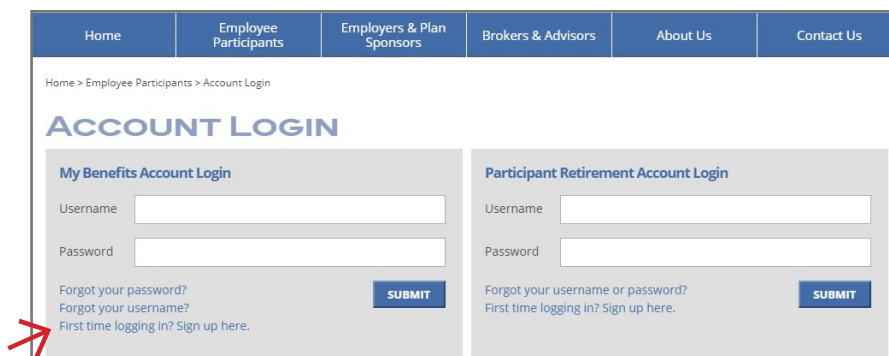 Home
Employee
Participants
Employers & Plan
Sponsors
Brokers & Advisors
About Us
Contact Us
Home > Employee Participants > Account Login
ACCOUNT LOGIN
My Benefits Account Login
Username
Password
Forgot your password?
Forgot your username?
First time logging in? Sign up here.
SUBMIT
Participant Retirement Account Login
Username
Password
Forgot your username or password?
First time logging in? Sign up here.
SUBMIT